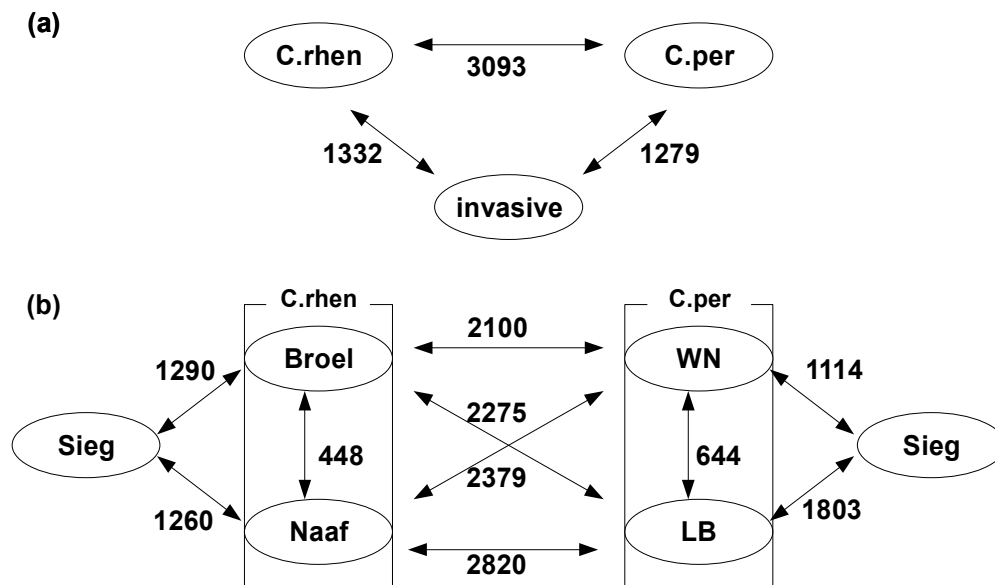 (a)
C.rhen
C.per
3093
1332
1279
invasive
(b)
C.rhen
C.per
2100
Broel
WN
1290
1114
2275
Sieg
448
644
Sieg
2379
1260
1803
Naaf
LB
2820